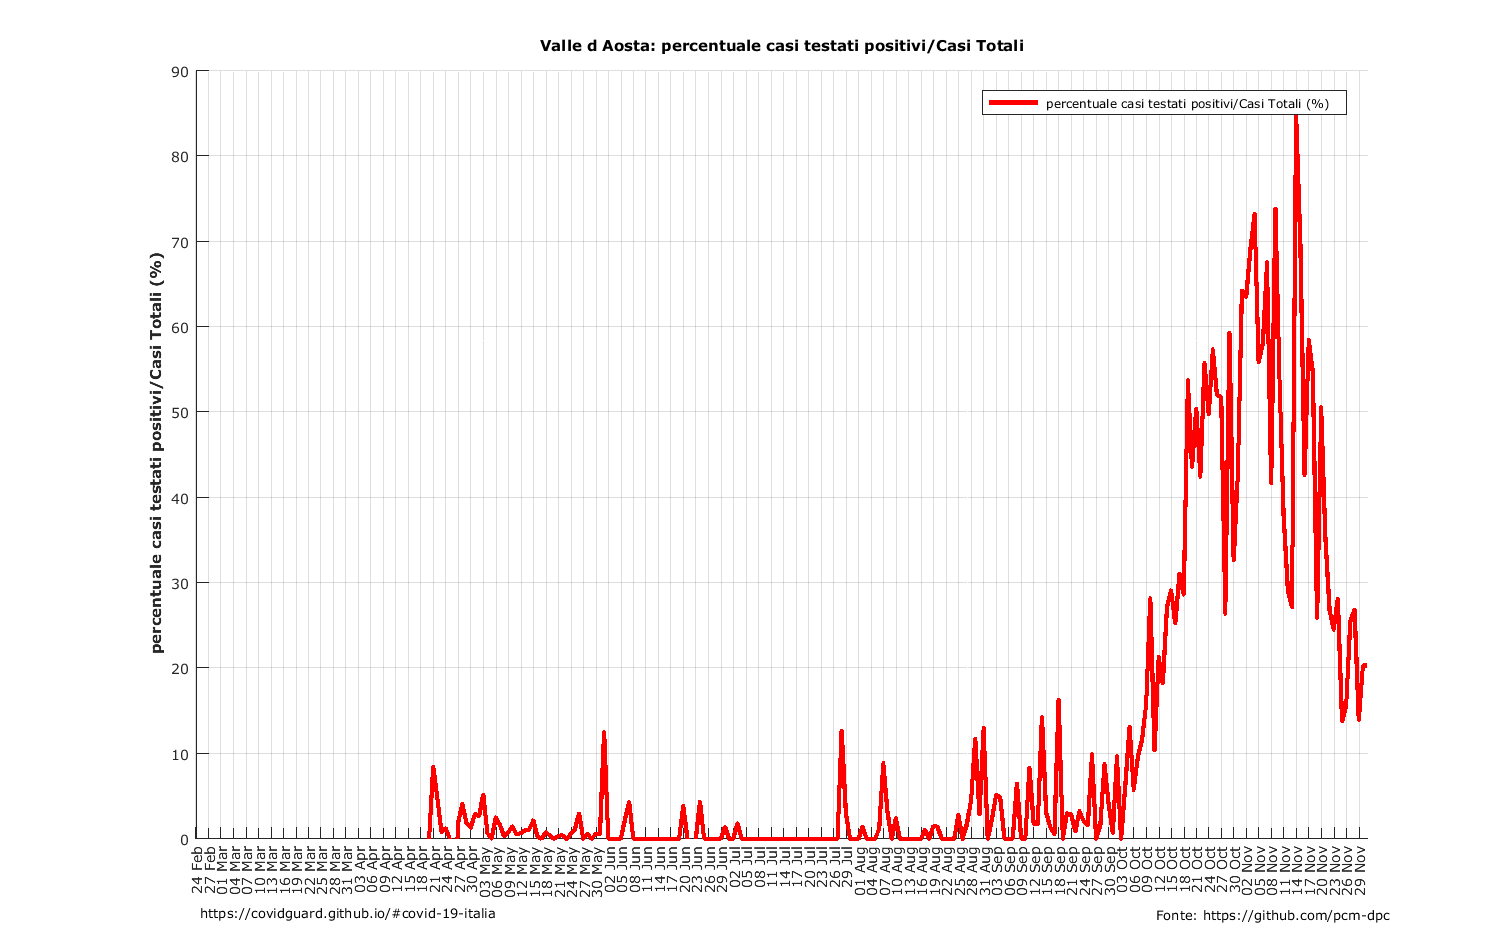 Valle d Aosta: percentuale casi testati positivi/Casi Totali
percentuale casi testati positivi/Casi Totali (%)
percentuale casi testati positivi/Casi Totali (%)
90
80
70
60
50
40
30
20
10
0
24 Feb
27 Feb
01 Mar
04 Mar
07 Mar
10 Mar
13 Mar
16 Mar
19 Mar
22 Mar
25 Mar
28 Mar
31 Mar
03 Apr
06 Apr
09 Apr
12 Apr
15 Apr
18 Apr
21 Apr
24 Apr
27 Apr
30 Apr
03 May
06 May
09 May
12 May
15 May
18 May
21 May
24 May
27 May
30 May
02 Jun
05 Jun
08 Jun
11 Jun
14 Jun
17 Jun
20 Jun
23 Jun
26 Jun
29 Jun
02 Jul
05 Jul
08 Jul
11 Jul
14 Jul
17 Jul
20 Jul
23 Jul
26 Jul
29 Jul
01 Aug
04 Aug
07 Aug
10 Aug
13 Aug
16 Aug
19 Aug
22 Aug
25 Aug
28 Aug
31 Aug
03 Sep
06 Sep
09 Sep
12 Sep
15 Sep
18 Sep
21 Sep
24 Sep
27 Sep
30 Sep
03 Oct
06 Oct
09 Oct
12 Oct
15 Oct
18 Oct
21 Oct
24 Oct
27 Oct
30 Oct
02 Nov
05 Nov
08 Nov
11 Nov
14 Nov
17 Nov
20 Nov
23 Nov
26 Nov
29 Nov
https://covidguard.github.io/#covid-19-italia
Fonte: https://github.com/pcm-dpc